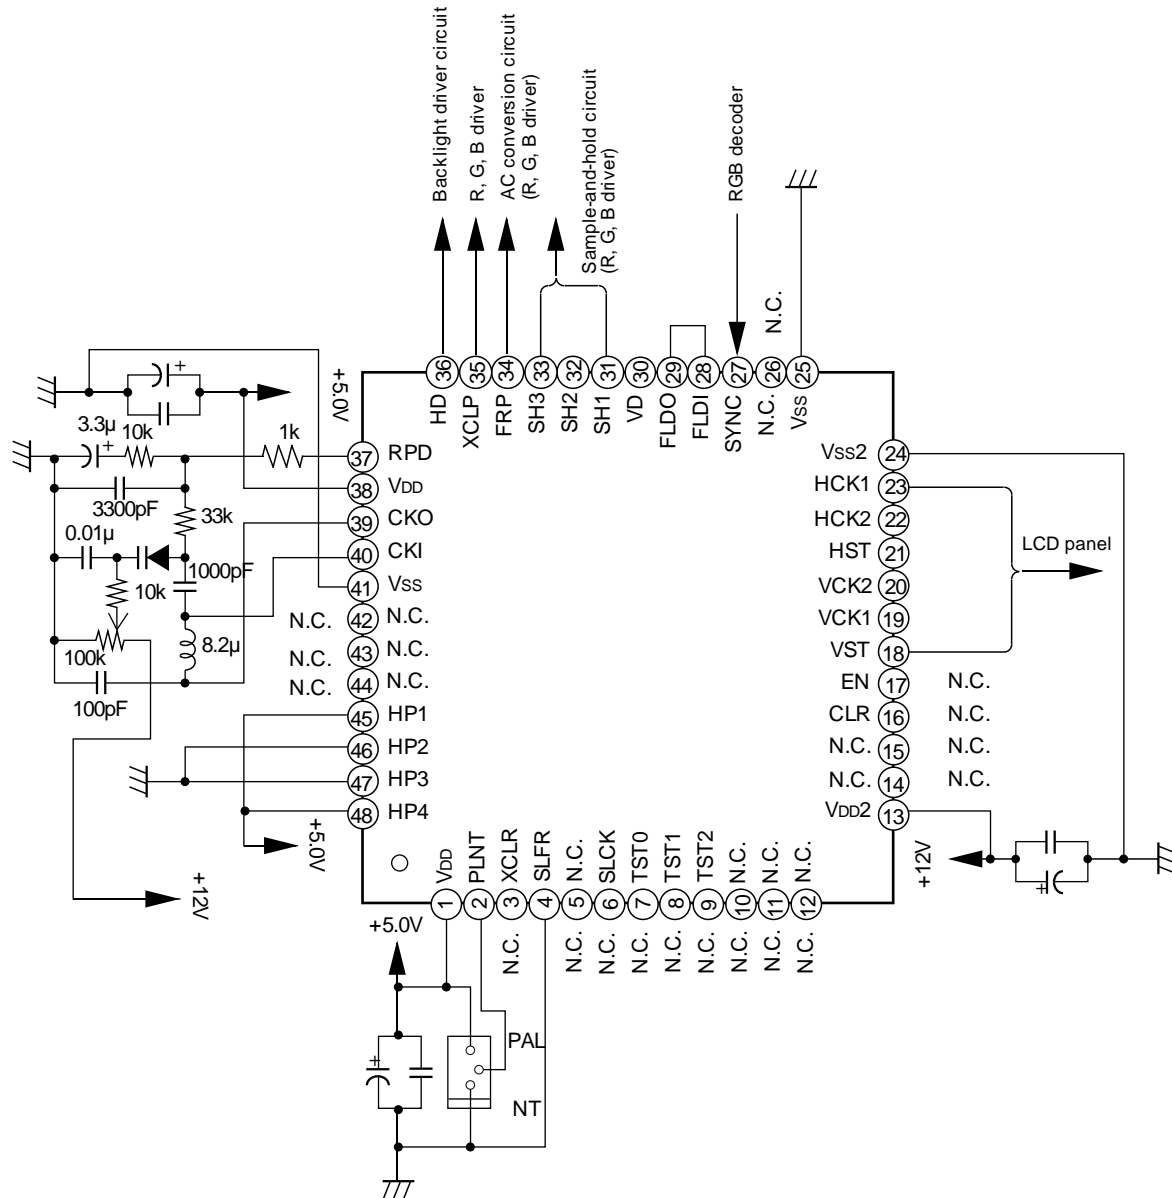 Backlight driver circuit
R, G, B driver
AC conversion circuit
(R, G, B driver)
Sample-and-hold circuit
(R, G, B driver)
RGB decoder
N.C.
+5.0V
36
35
34
33
32
31
30
29
28
27
26
25
HD
XCLP
FRP
SH3
SH2
SH1
VD
FLDO
FLDI
SYNC
N.C.
VSS
+
3.3µ
+
10k
1k
37 RPD
3300pF
38 VDD
33k
39 CKO
0.01µ
40 CKI
1000pF
10k
41 VSS
N.C. 42 N.C.
100k
8.2µ
N.C. 43 N.C.
N.C. 44 N.C.
100pF
45 HP1
46 HP2
47 HP3
48 HP4
+5.0V
+12V
VSS2 24
HCK1 23
HCK2 22
HST 21
LCD panel
VCK2 20
VCK1 19
VST 18
EN 17 N.C.
CLR 16 N.C.
N.C. 15 N.C.
N.C. 14 N.C.
VDD2 13
+12V
+
VDD
PLNT
XCLR
SLFR
N.C.
SLCK
TST0
TST1
TST2
N.C.
N.C.
N.C.
1
2
3
4
5
6
7
8
9
10
11
12
+5.0V
N.C.
N.C.
N.C.
N.C.
N.C.
N.C.
N.C.
N.C.
N.C.
+
PAL
NT